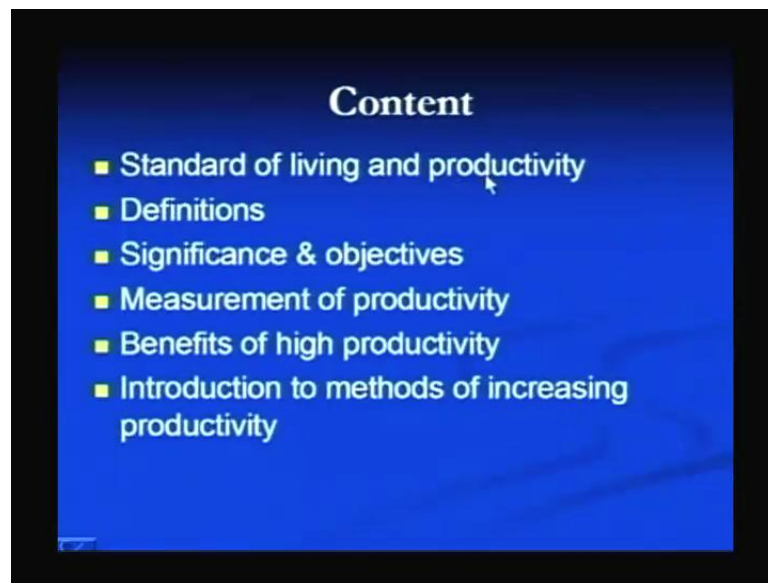 Content
Standard of living and productivity
Definitions
Significance & objectives
Measurement of productivity
Benefits of high productivity
Introduction to methods of increasing
productivity